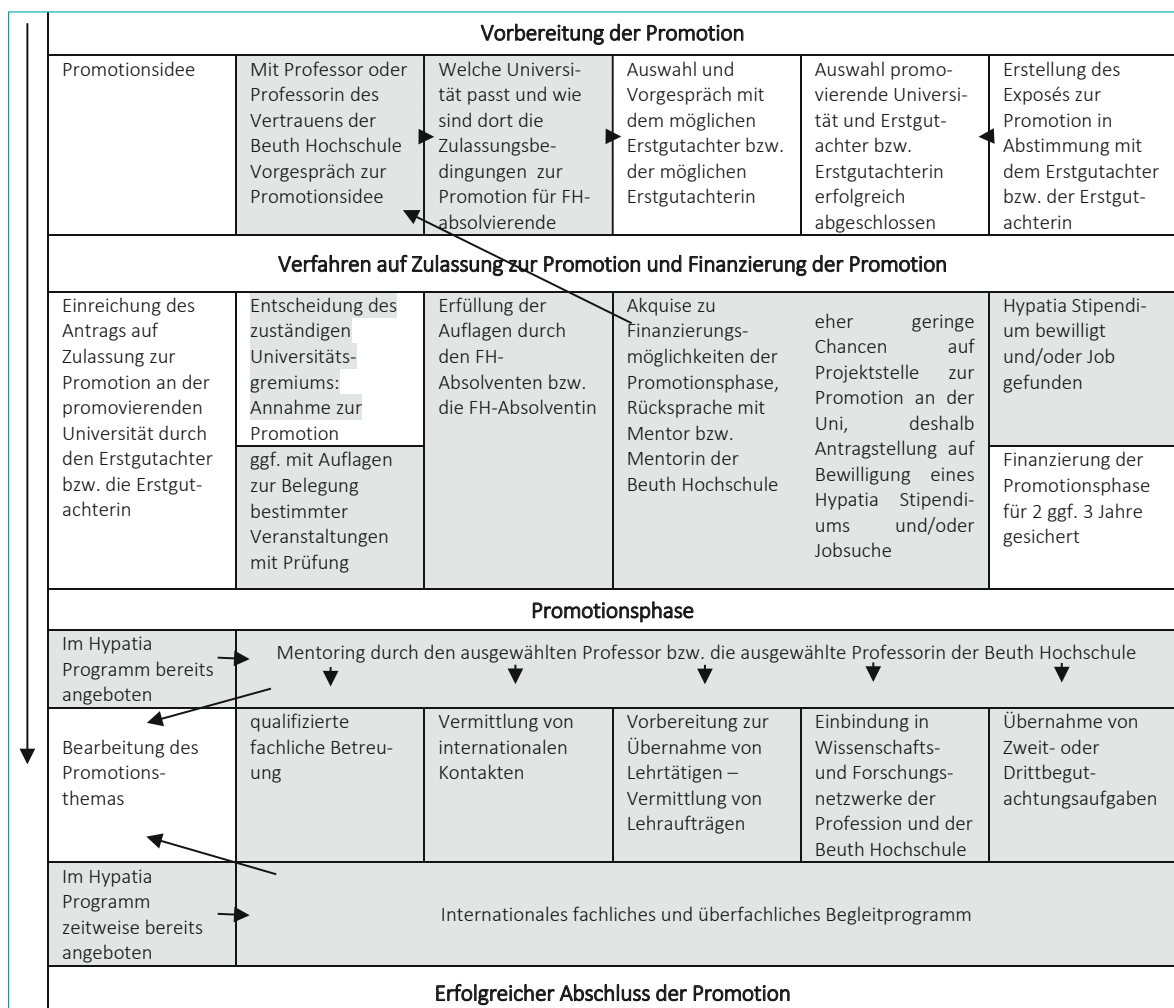 Vorbereitung der Promotion
Promotionsidee
Mit Professor oder
Professorin des
Vertrauens der
Beuth Hochschule
Vorgespräch zur
Promotionsidee
Welche Universi-
tät passt und wie
sind dort die
Zulassungsbe-
dingungen zur
Promotion für FH-
absolvierende
Auswahl und
Vorgespräch mit
dem möglichen
Erstgutachter bzw.
der möglichen
Erstgutachterin
Auswahl promo-
vierende Universi-
tät und Erstgut-
achter bzw.
Erstgutachterin
erfolgreich
abgeschlossen
Erstellung des
Exposés zur
Promotion in
Abstimmung mit
dem Erstgutachter
bzw. der Erstgut-
achterin
Verfahren auf Zulassung zur Promotion und Finanzierung der Promotion
Einreichung des
Antrags auf
Zulassung zur
Promotion an der
promovierenden
Universität durch
den Erstgutachter
bzw. die Erstgut-
achterin
Entscheidung des
zuständigen
Universitäts-
gremiums:
Annahme zur
Promotion
ggf. mit Auflagen
zur Belegung
bestimmter
Veranstaltungen
mit Prüfung
Erfüllung der
Auflagen durch
den FH-
Absolventen bzw.
die FH-Absolventin
Akquise zu
Finanzierungs-
möglichkeiten der
Promotionsphase,
Rücksprache mit
Mentor bzw.
Mentorin der
Beuth Hochschule
eher geringe
Chancen auf
Projektstelle zur
Promotion an der
Uni, deshalb
Antragstellung auf
Bewilligung eines
Hypatia Stipendi-
ums und/oder
Jobsuche
Hypatia Stipendi-
um bewilligt
und/oder Job
gefunden
Finanzierung der
Promotionsphase
für 2 ggf. 3 Jahre
gesichert
Promotionsphase
Im Hypatia
Programm bereits
angeboten
Mentoring durch den ausgewählten Professor bzw. die ausgewählte Professorin der Beuth Hochschule
Bearbeitung des
Promotions-
themas
qualifizierte
fachliche Betreu-
ung
Vermittlung von
internationalen
Kontakten
Vorbereitung zur
Übernahme von
Lehrtätigen –
Vermittlung von
Lehraufträgen
Einbindung in
Wissenschafts-
und Forschungs-
netzwerke der
Profession und der
Beuth Hochschule
Übernahme von
Zweit- oder
Drittbegut-
achtungsaufgaben
Im Hypatia
Programm
zeitweise bereits
angeboten
Internationales fachliches und überfachliches Begleitprogramm
Erfolgreicher Abschluss der Promotion